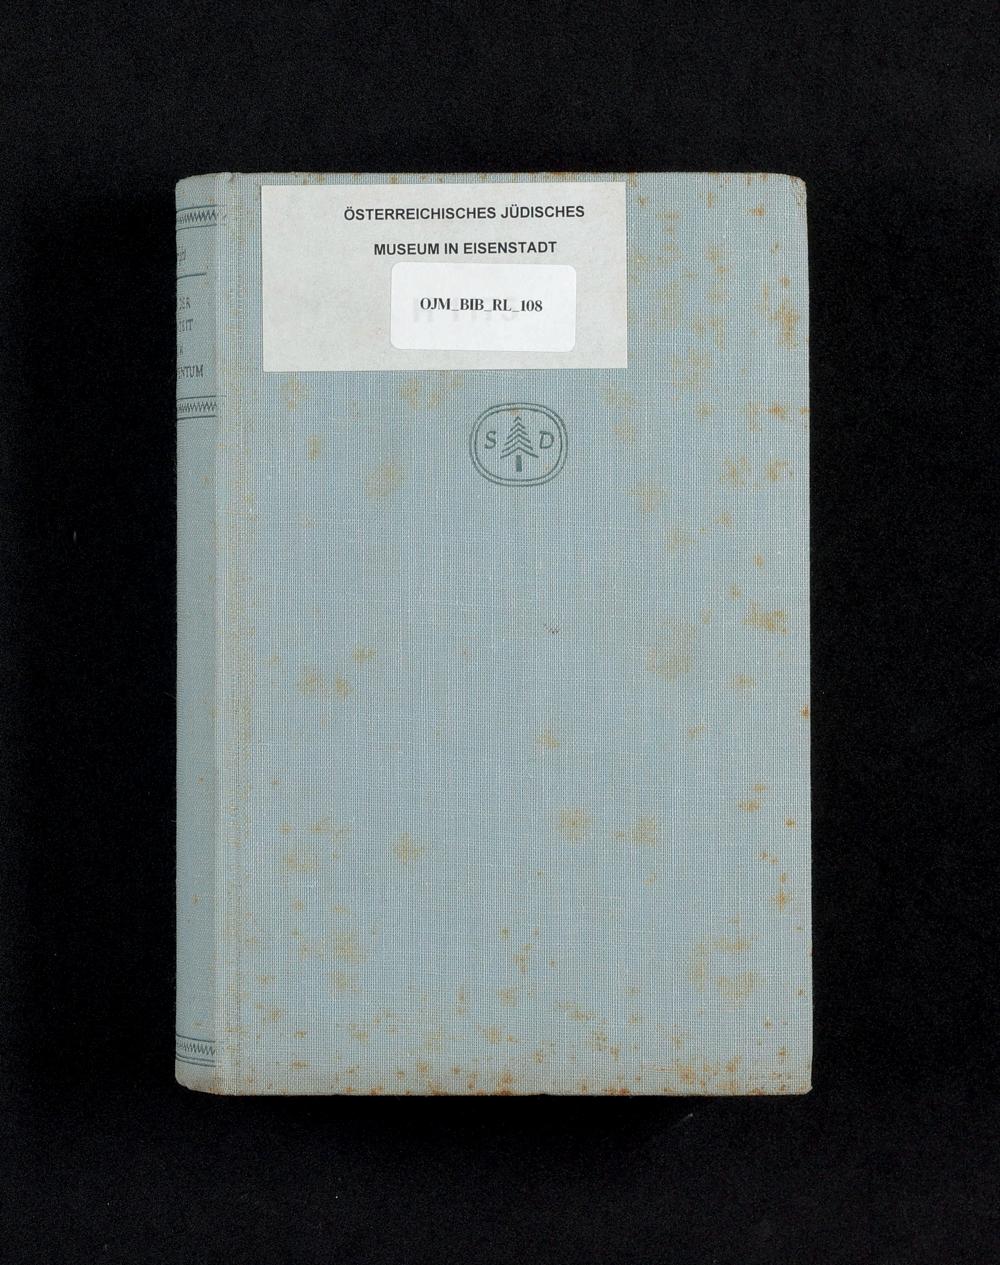 ÖSTERREICHISCHES JÜDISCHES
MUSEUM IN EISENSTADT
OJM_BIB_RL_108
S D